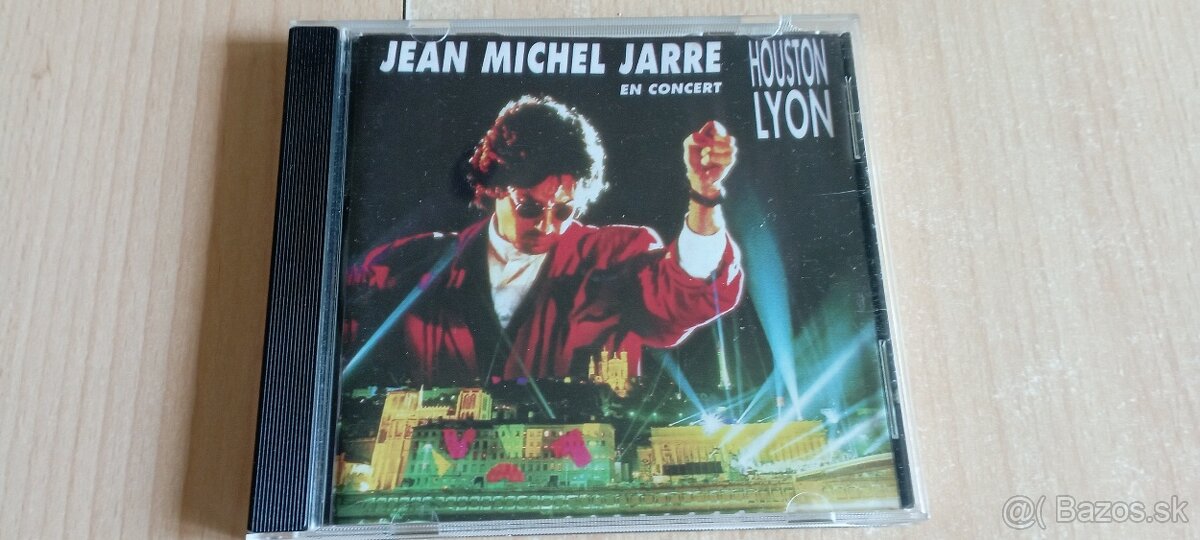 JEAN MICHEL JARRE
EN CONCERT
HOUSTON
LYON
@( Bazos.sk